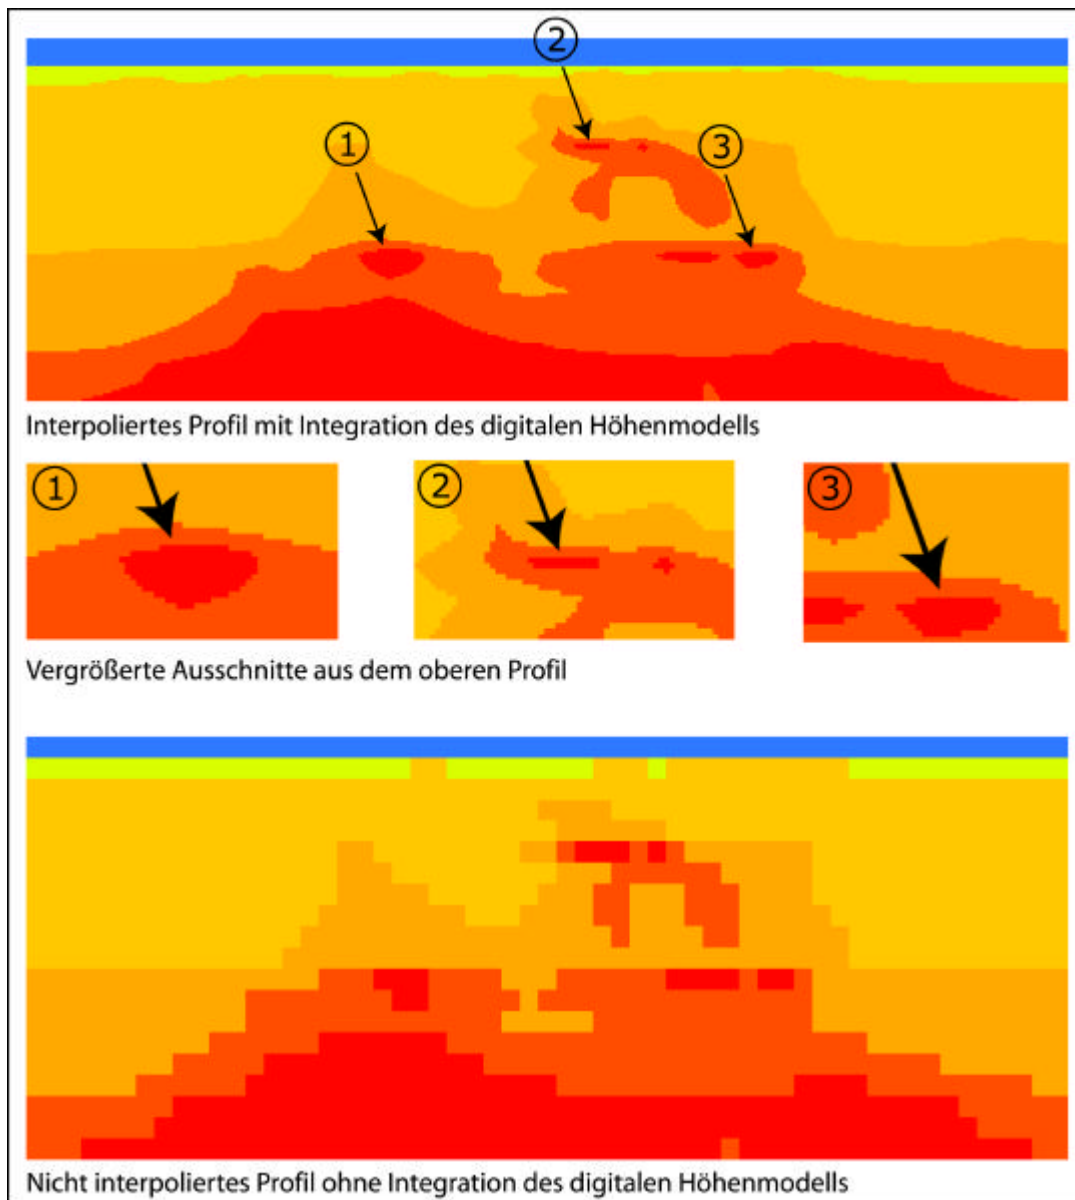 ②
①
③
Interpoliertes Profil mit Integration des digitalen Höhenmodells
① ② ③
Vergrößerte Ausschnitte aus dem oberen Profil
Nicht interpoliertes Profil ohne Integration des digitalen Höhenmodells